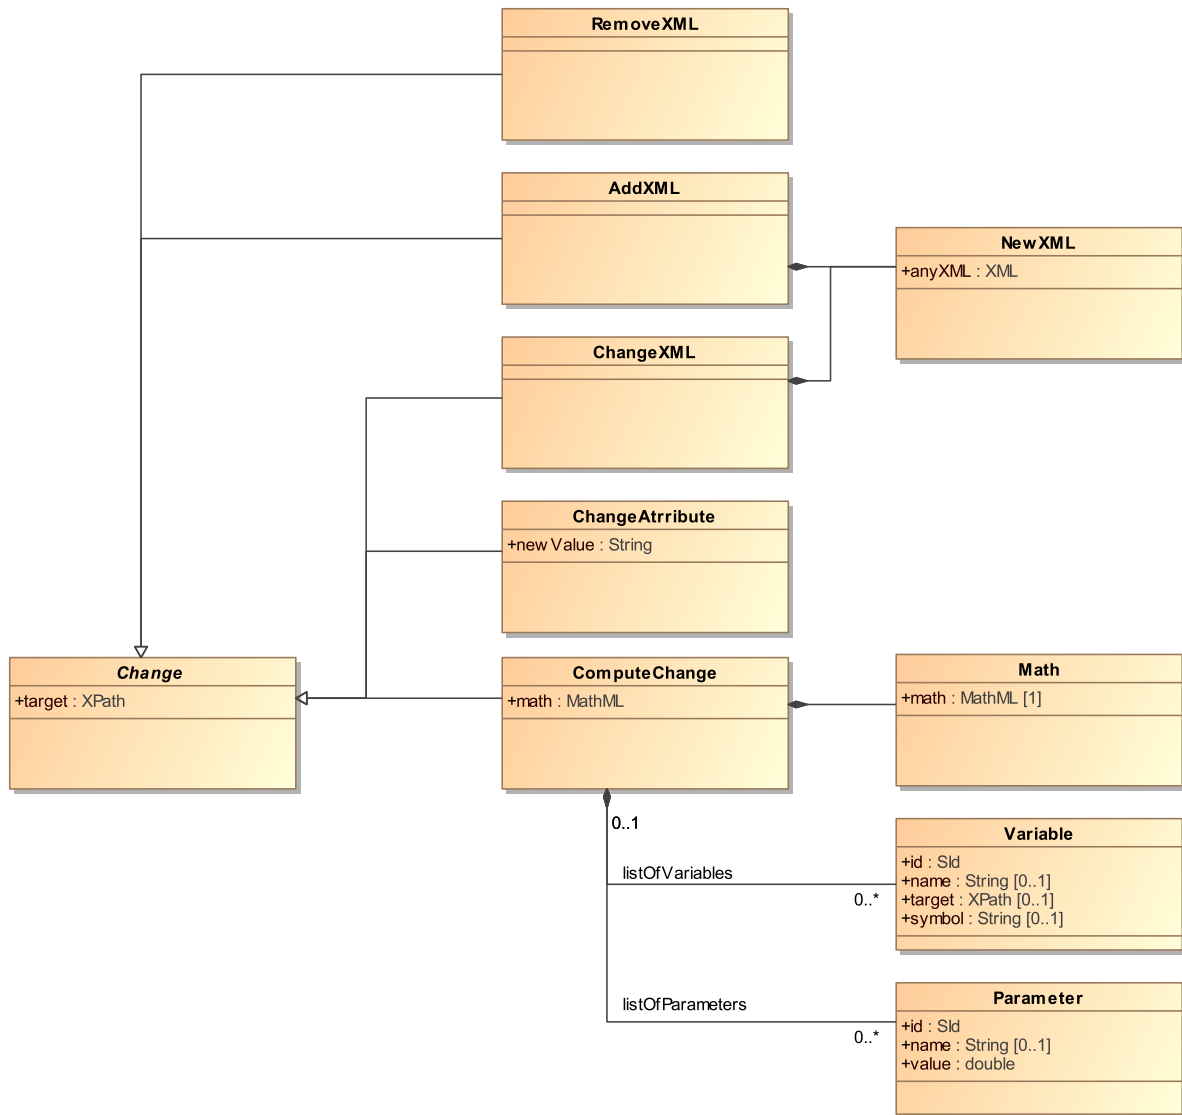 RemoveXML
AddXML
NewXML
+anyXML : XML
ChangeXML
ChangeAtrribute
+new Value : String
Change
+target : XPath
ComputeChange
+math : MathML
Math
+math : MathML [1]
0..1
listOfVariables
0..*
Variable
+id : SId
+name : String [0..1]
+target : XPath [0..1]
+symbol : String [0..1]
listOfParameters
0..*
Parameter
+id : SId
+name : String [0..1]
+value : double